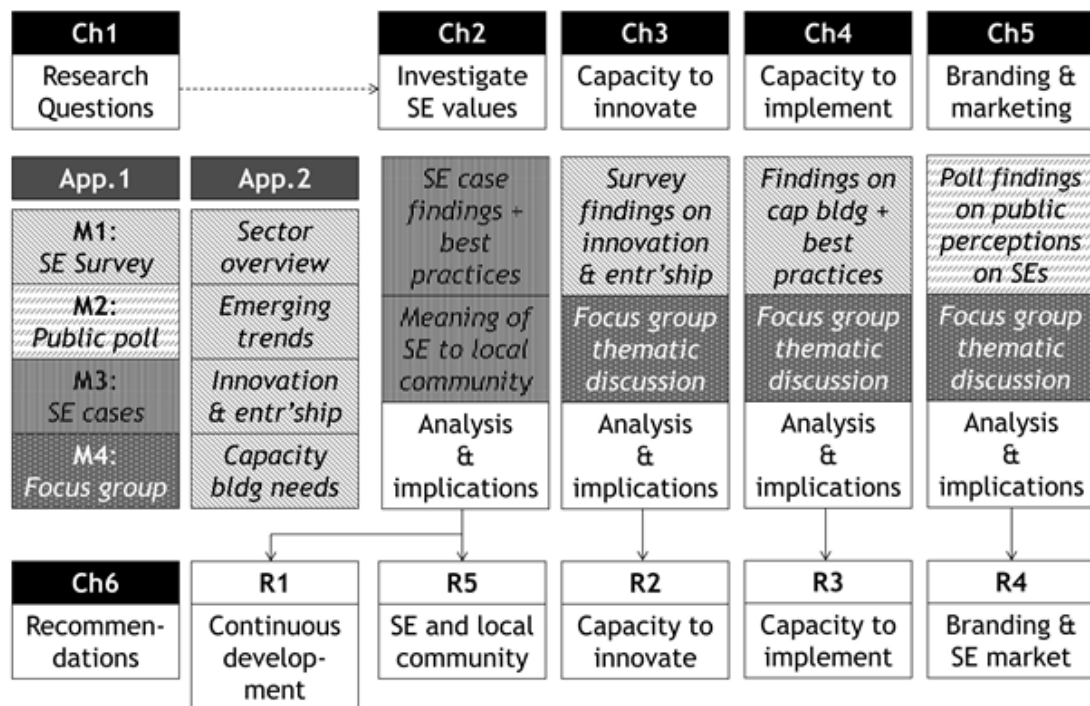 Ch1
Research
Questions
Ch2
Investigate
SE values
Ch3
Capacity to
innovate
Ch4
Capacity to
implement
Ch5
Branding &
marketing
App.1
M1:
SE Survey
M2:
Public poll
M3:
SE cases
M4:
Focus group
App.2
Sector
overview
Emerging
trends
Innovation
& entr'ship
Capacity
bldg needs
SE case
findings +
best
practices
Meaning of
SE to local
community
Analysis
&
implications
Survey
findings on
innovation
& entr'ship
Focus group
thematic
discussion
Analysis
&
implications
Findings on
cap bldg +
best
practices
Focus group
thematic
discussion
Analysis
&
implications
Poll findings
on public
perceptions
on SEs
Focus group
thematic
discussion
Analysis
&
implications
Ch6
Recommen-
dations
R1
Continuous
develop-
ment
R5
SE and local
community
R2
Capacity to
innovate
R3
Capacity to
implement
R4
Branding &
SE market